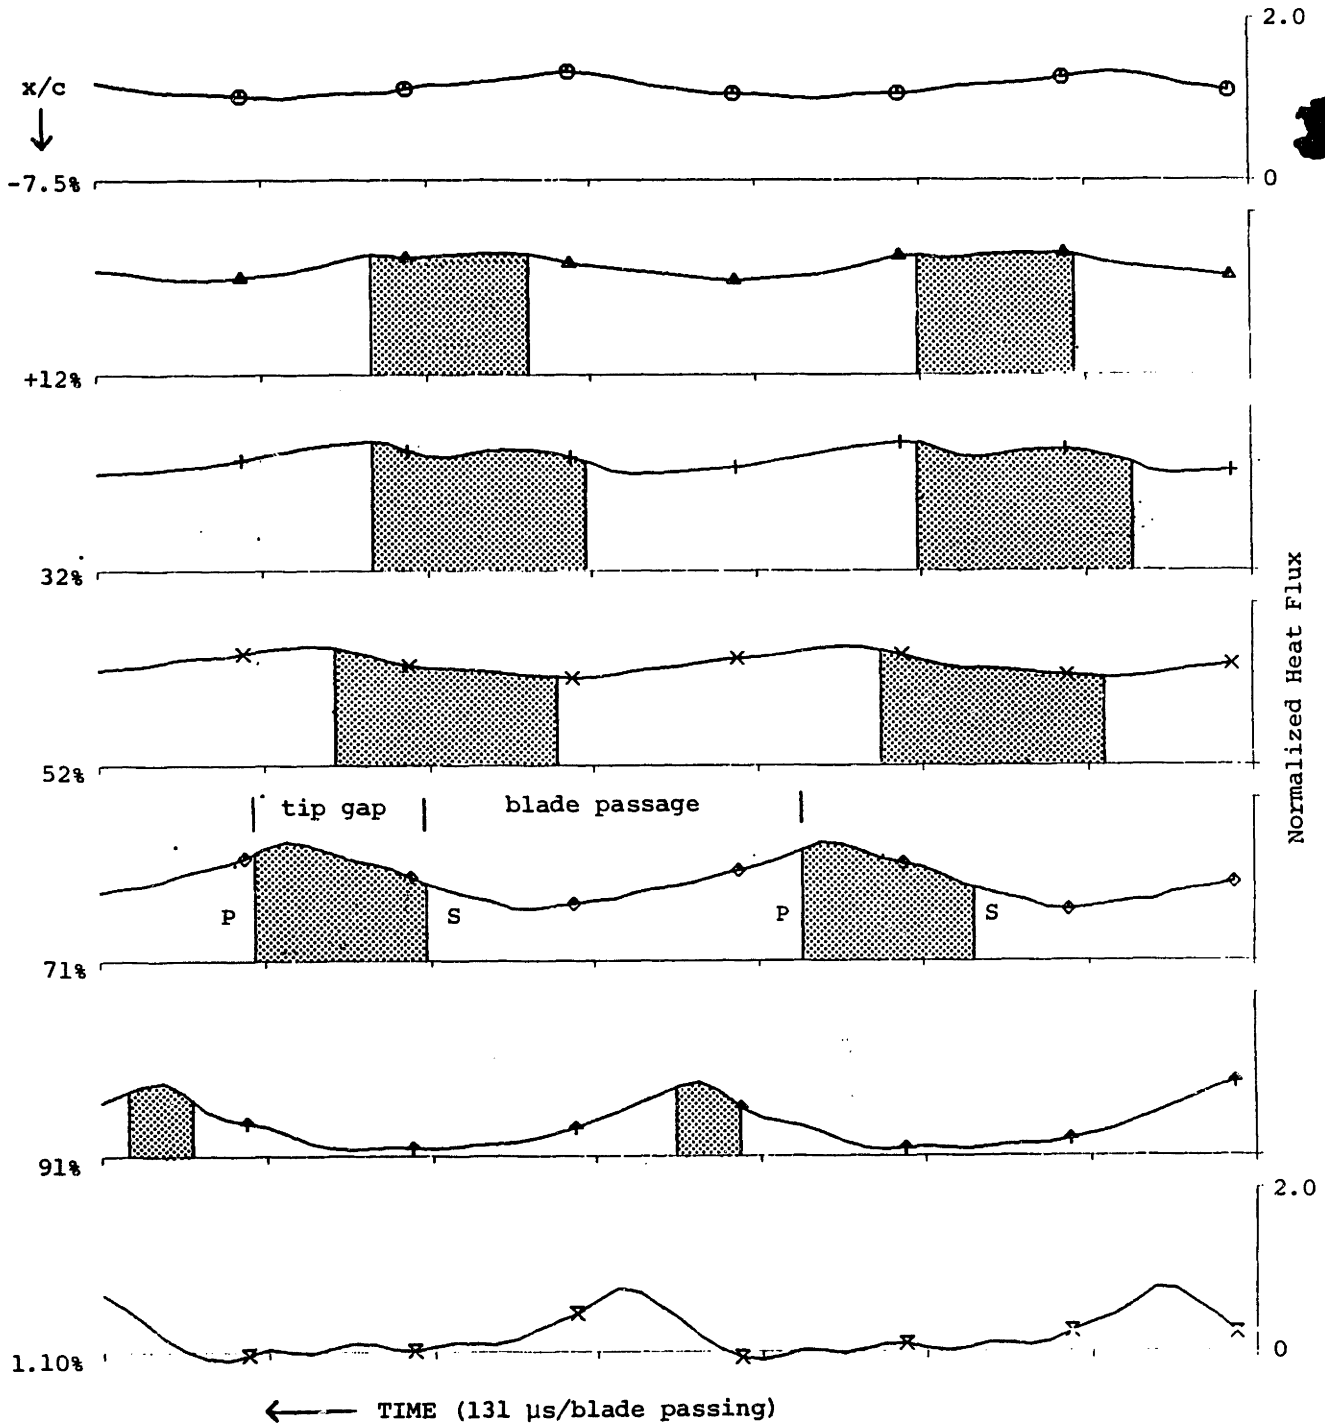 2.0
x/c
-7.5%
0
+12%
32%
Normalized Heat Flux
52%
tip gap
blade passage
P
S
P
S
71%
91%
2.0
1.10%
0
TIME (131 µs/blade passing)